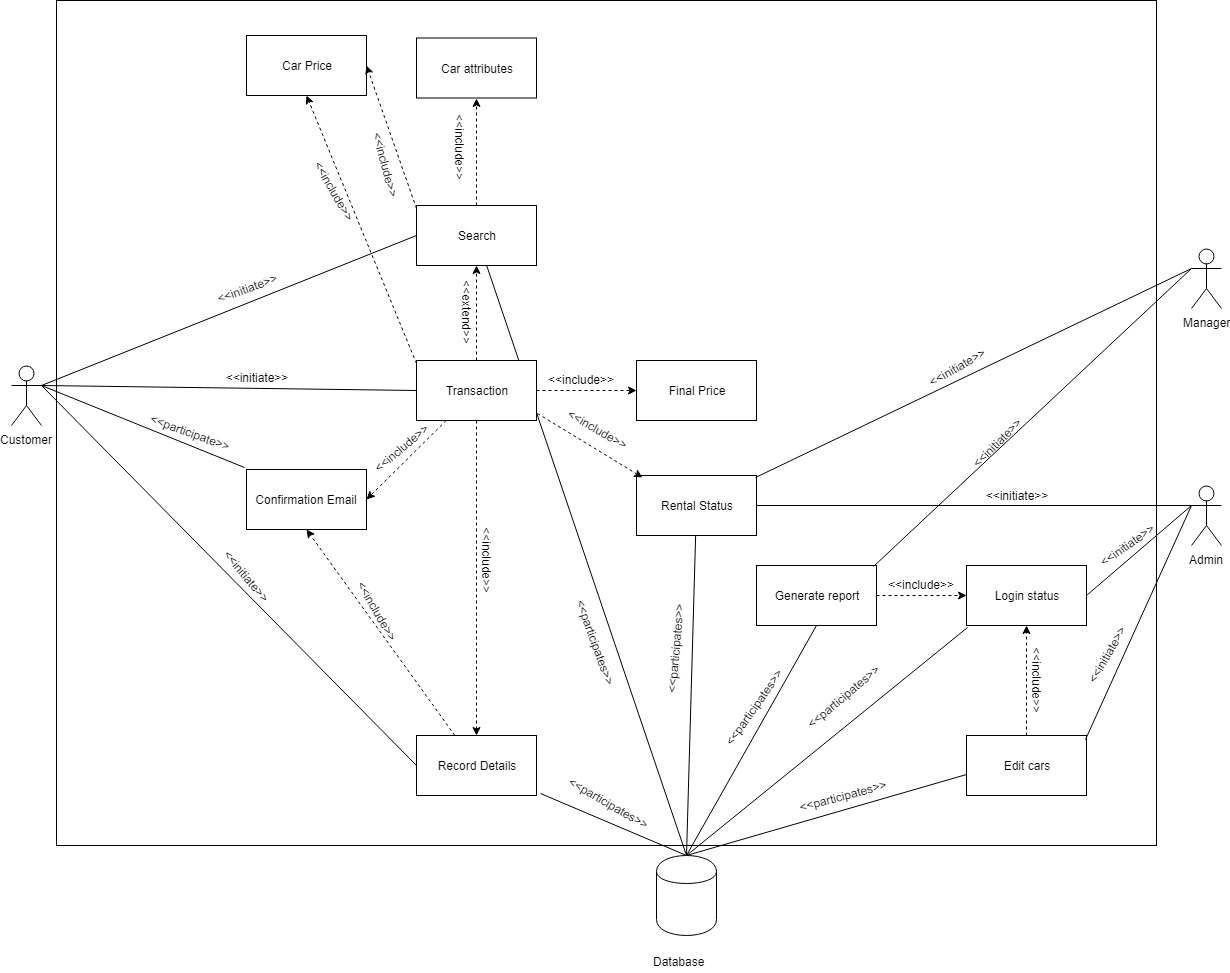 Car Price
Car attributes
<<include>>
<<include>>
<<include>>
Search
<<initiate>>
<<extend>>
Manager
<<initiate>>
<<initiate>>
Transaction
<<include>>
Final Price
Customer
<<participate>>
<<include>>
<<include>>
<<initiate>>
Confirmation Email
Rental Status
<<initiate>>
Admin
<<initiate>>
<<include>>
<<initiate>>
<<include>>
Generate report
<<include>>
Login status
<<participates>>
<<participates>>
<<participates>>
<<participates>>
<<include>>
<<initiate>>
Record Details
Edit cars
<<participates>>
<<participates>>
Database